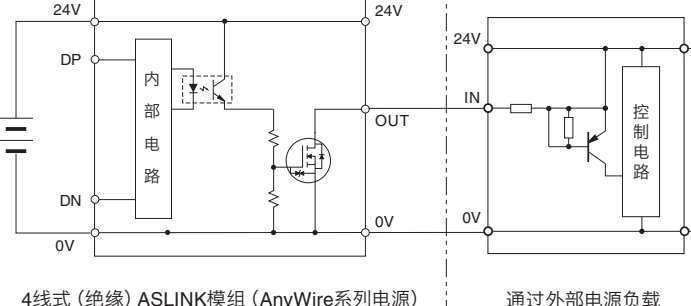 24V
24V
24V
DP
内部电路
IN
OUT
控制电路
DN
0V
0V
0V
4线式（绝缘）ASLINK模组（AnyWire系列电源）
通过外部电源负载